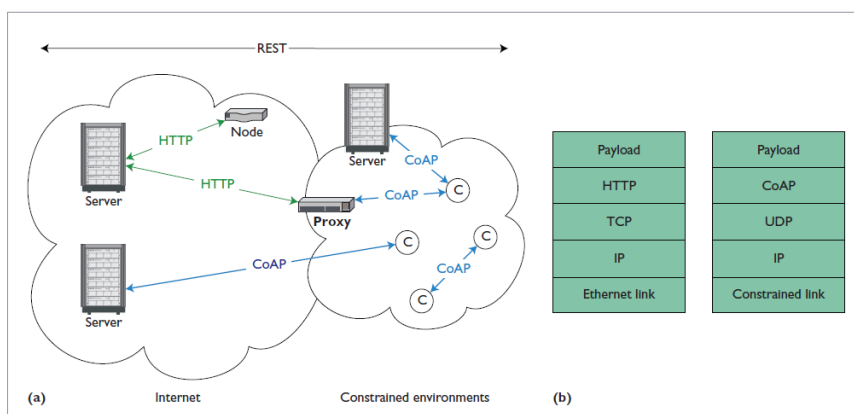 REST
Node
HTTP
Server
CoAP
Server
HTTP
CoAP
C
Proxy
C
C
CoAP
CoAP
C
Server
(a)
Internet
Constrained environments
(b)
Payload
HTTP
TCP
IP
Ethernet link
Payload
CoAP
UDP
IP
Constrained link